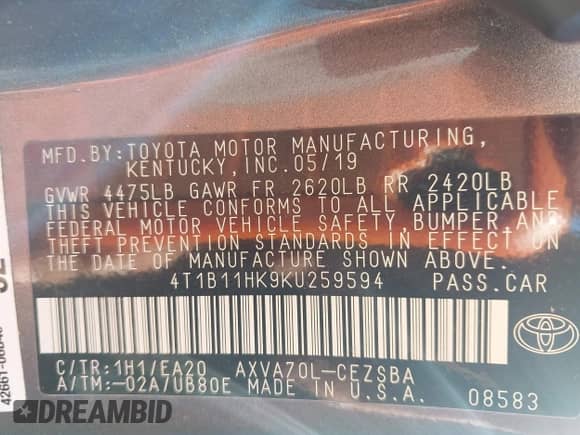 MFD.BY:TOYOTA MOTOR MANUFACTURING,
KENTUCKY,INC.05/19
GVWR 4475LB GAWR FR 2620LB RR 2420LB
THIS VEHICLE CONFORMS TO ALL APPLICABLE
FEDERAL MOTOR VEHICLE SAFETY,BUMPER,AND
THEFT PREVENTION STANDARDS IN EFFECT ON
THE DATE OF MANUFACTURE SHOWN ABOVE.
4T1B11HK9KU259594 PASS.CAR
C/TR:1H1/EA20 AXVA70L-CEZSBA
A/TM:-02A7UB80E MADE IN U.S.A. 08583
DREAMBID